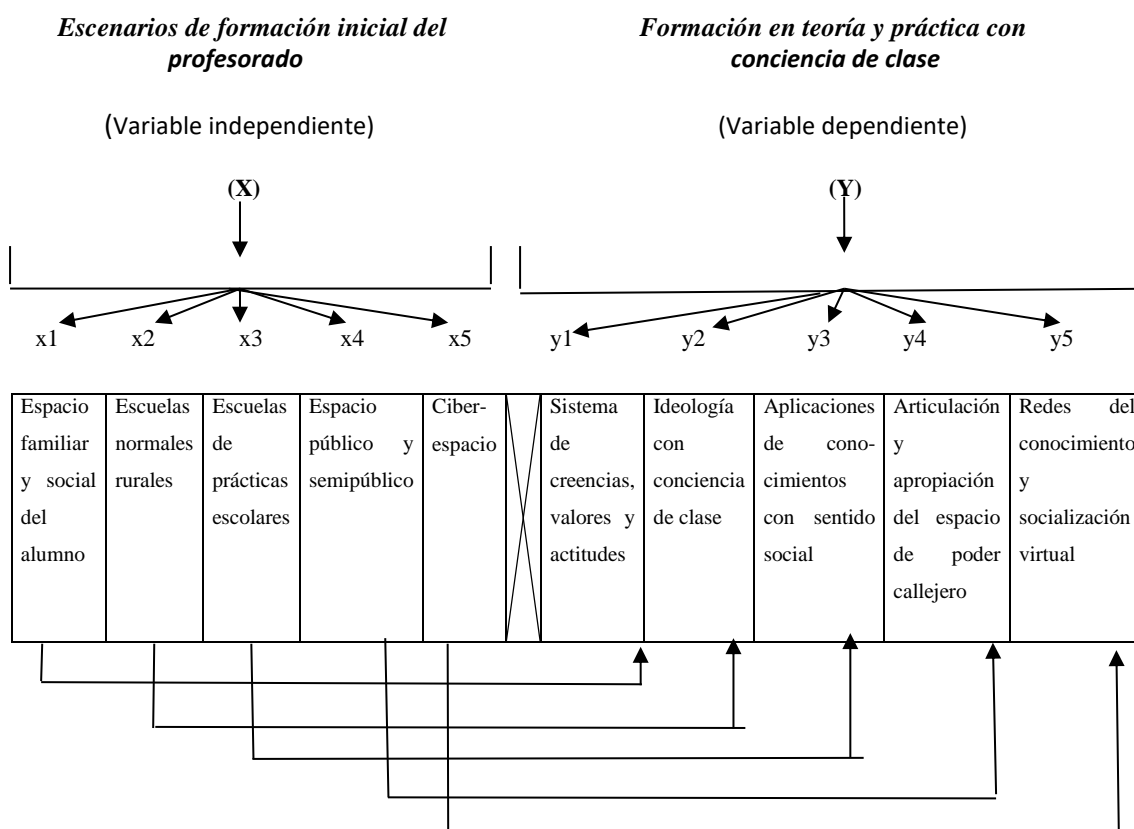 Escenarios de formación inicial del
profesorado
Formación en teoría y práctica con
conciencia de clase
(Variable independiente)
(Variable dependiente)
(X)
(Y)
x1 x2 x3 x4 x5
y1 y2 y3 y4 y5
Espacio
familiar
y social
del
alumno
Escuelas
normales
rurales
Escuelas
de
prácticas
escolares
Espacio
público y
semipúblico
Ciber-
espacio
Sistema
de
creencias,
valores y
actitudes
Ideología
con
conciencia
de clase
Aplicaciones
de cono-
cimientos
con sentido
social
Articulación
y
apropiación
del espacio
de poder
callejero
Redes del
conocimiento
y
socialización
virtual